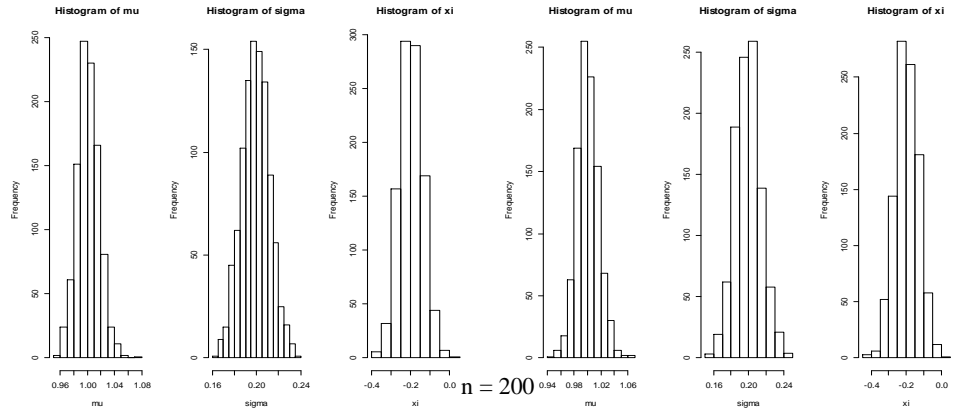 Histogram of mu
Histogram of sigma
Histogram of xi
Histogram of mu
Histogram of sigma
Histogram of xi
Frequency
0
50
100
150
200
250
0.96 1.00 1.04 1.08
mu
Frequency
0
50
100
150
0.16 0.20 0.24
sigma
Frequency
0
50
100
150
200
250
300
-0.4 -0.2 0.0
xi
Frequency
0
50
100
150
200
250
0.94 0.98 1.02 1.06
mu
Frequency
0
50
100
150
200
250
0.16 0.20 0.24
sigma
Frequency
0
50
100
150
200
250
-0.4 -0.2 0.0
xi
n = 200